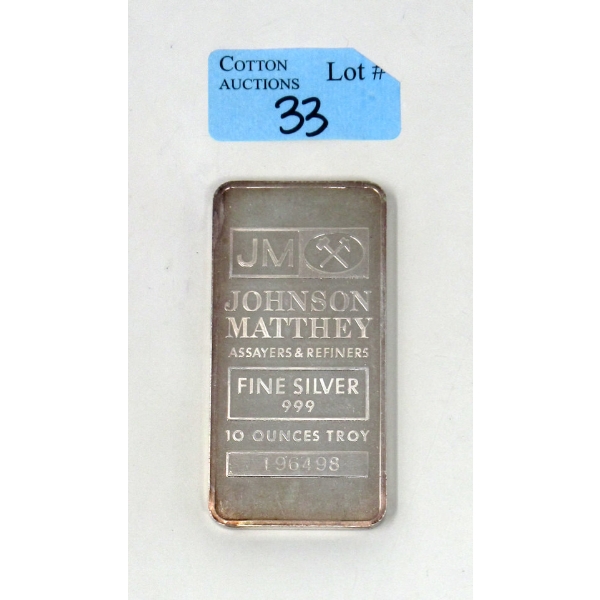 COTTON AUCTIONS Lot #
33
JM
JOHNSON
MATTHEY
ASSAYERS & REFINERS
FINE SILVER
999
10 OUNCES TROY
196498